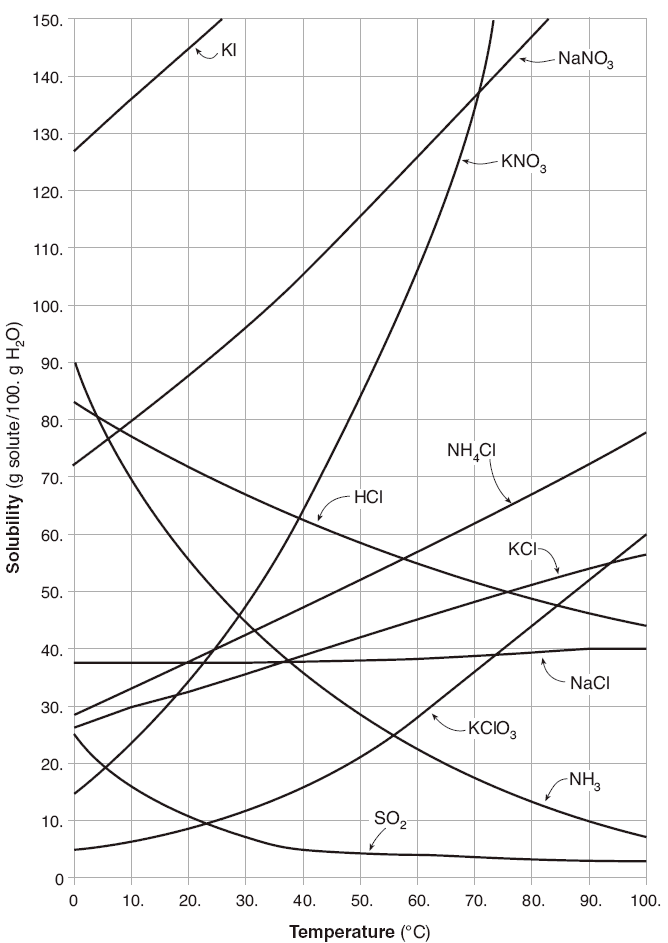 150.
140.
130.
120.
110.
100.
90.
80.
70.
60.
50.
40.
30.
20.
10.
0
Solubility (g solute/100. g H₂O)
KI
NaNO₃
KNO₃
NH₄Cl
HCl
KCl
NaCl
KClO₃
NH₃
SO₂
0 10. 20. 30. 40. 50. 60. 70. 80. 90. 100.
Temperature (°C)